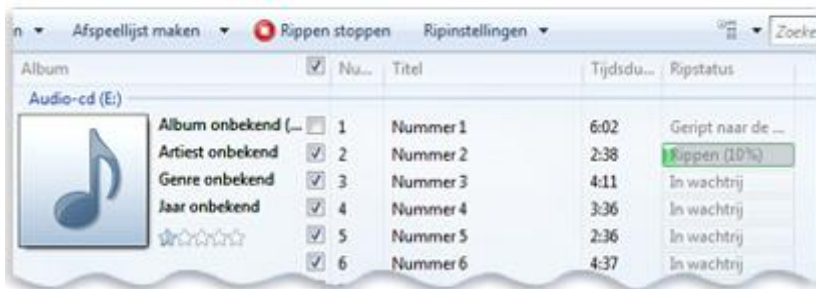 n Afspeellijst maken Rippen stoppen Ripinstellingen Zoeke
Album Nu... Titel Tijdsdu... Ripstatus
Audio-cd (E:)
Album onbekend (... 1 Nummer 1 6:02 Geript naar de ...
Artiest onbekend 2 Nummer 2 2:38 Rippen (10%)
Genre onbekend 3 Nummer 3 4:11 In wachtrij
Jaar onbekend 4 Nummer 4 3:36 In wachtrij
5 Nummer 5 2:36 In wachtrij
6 Nummer 6 4:37 In wachtrij